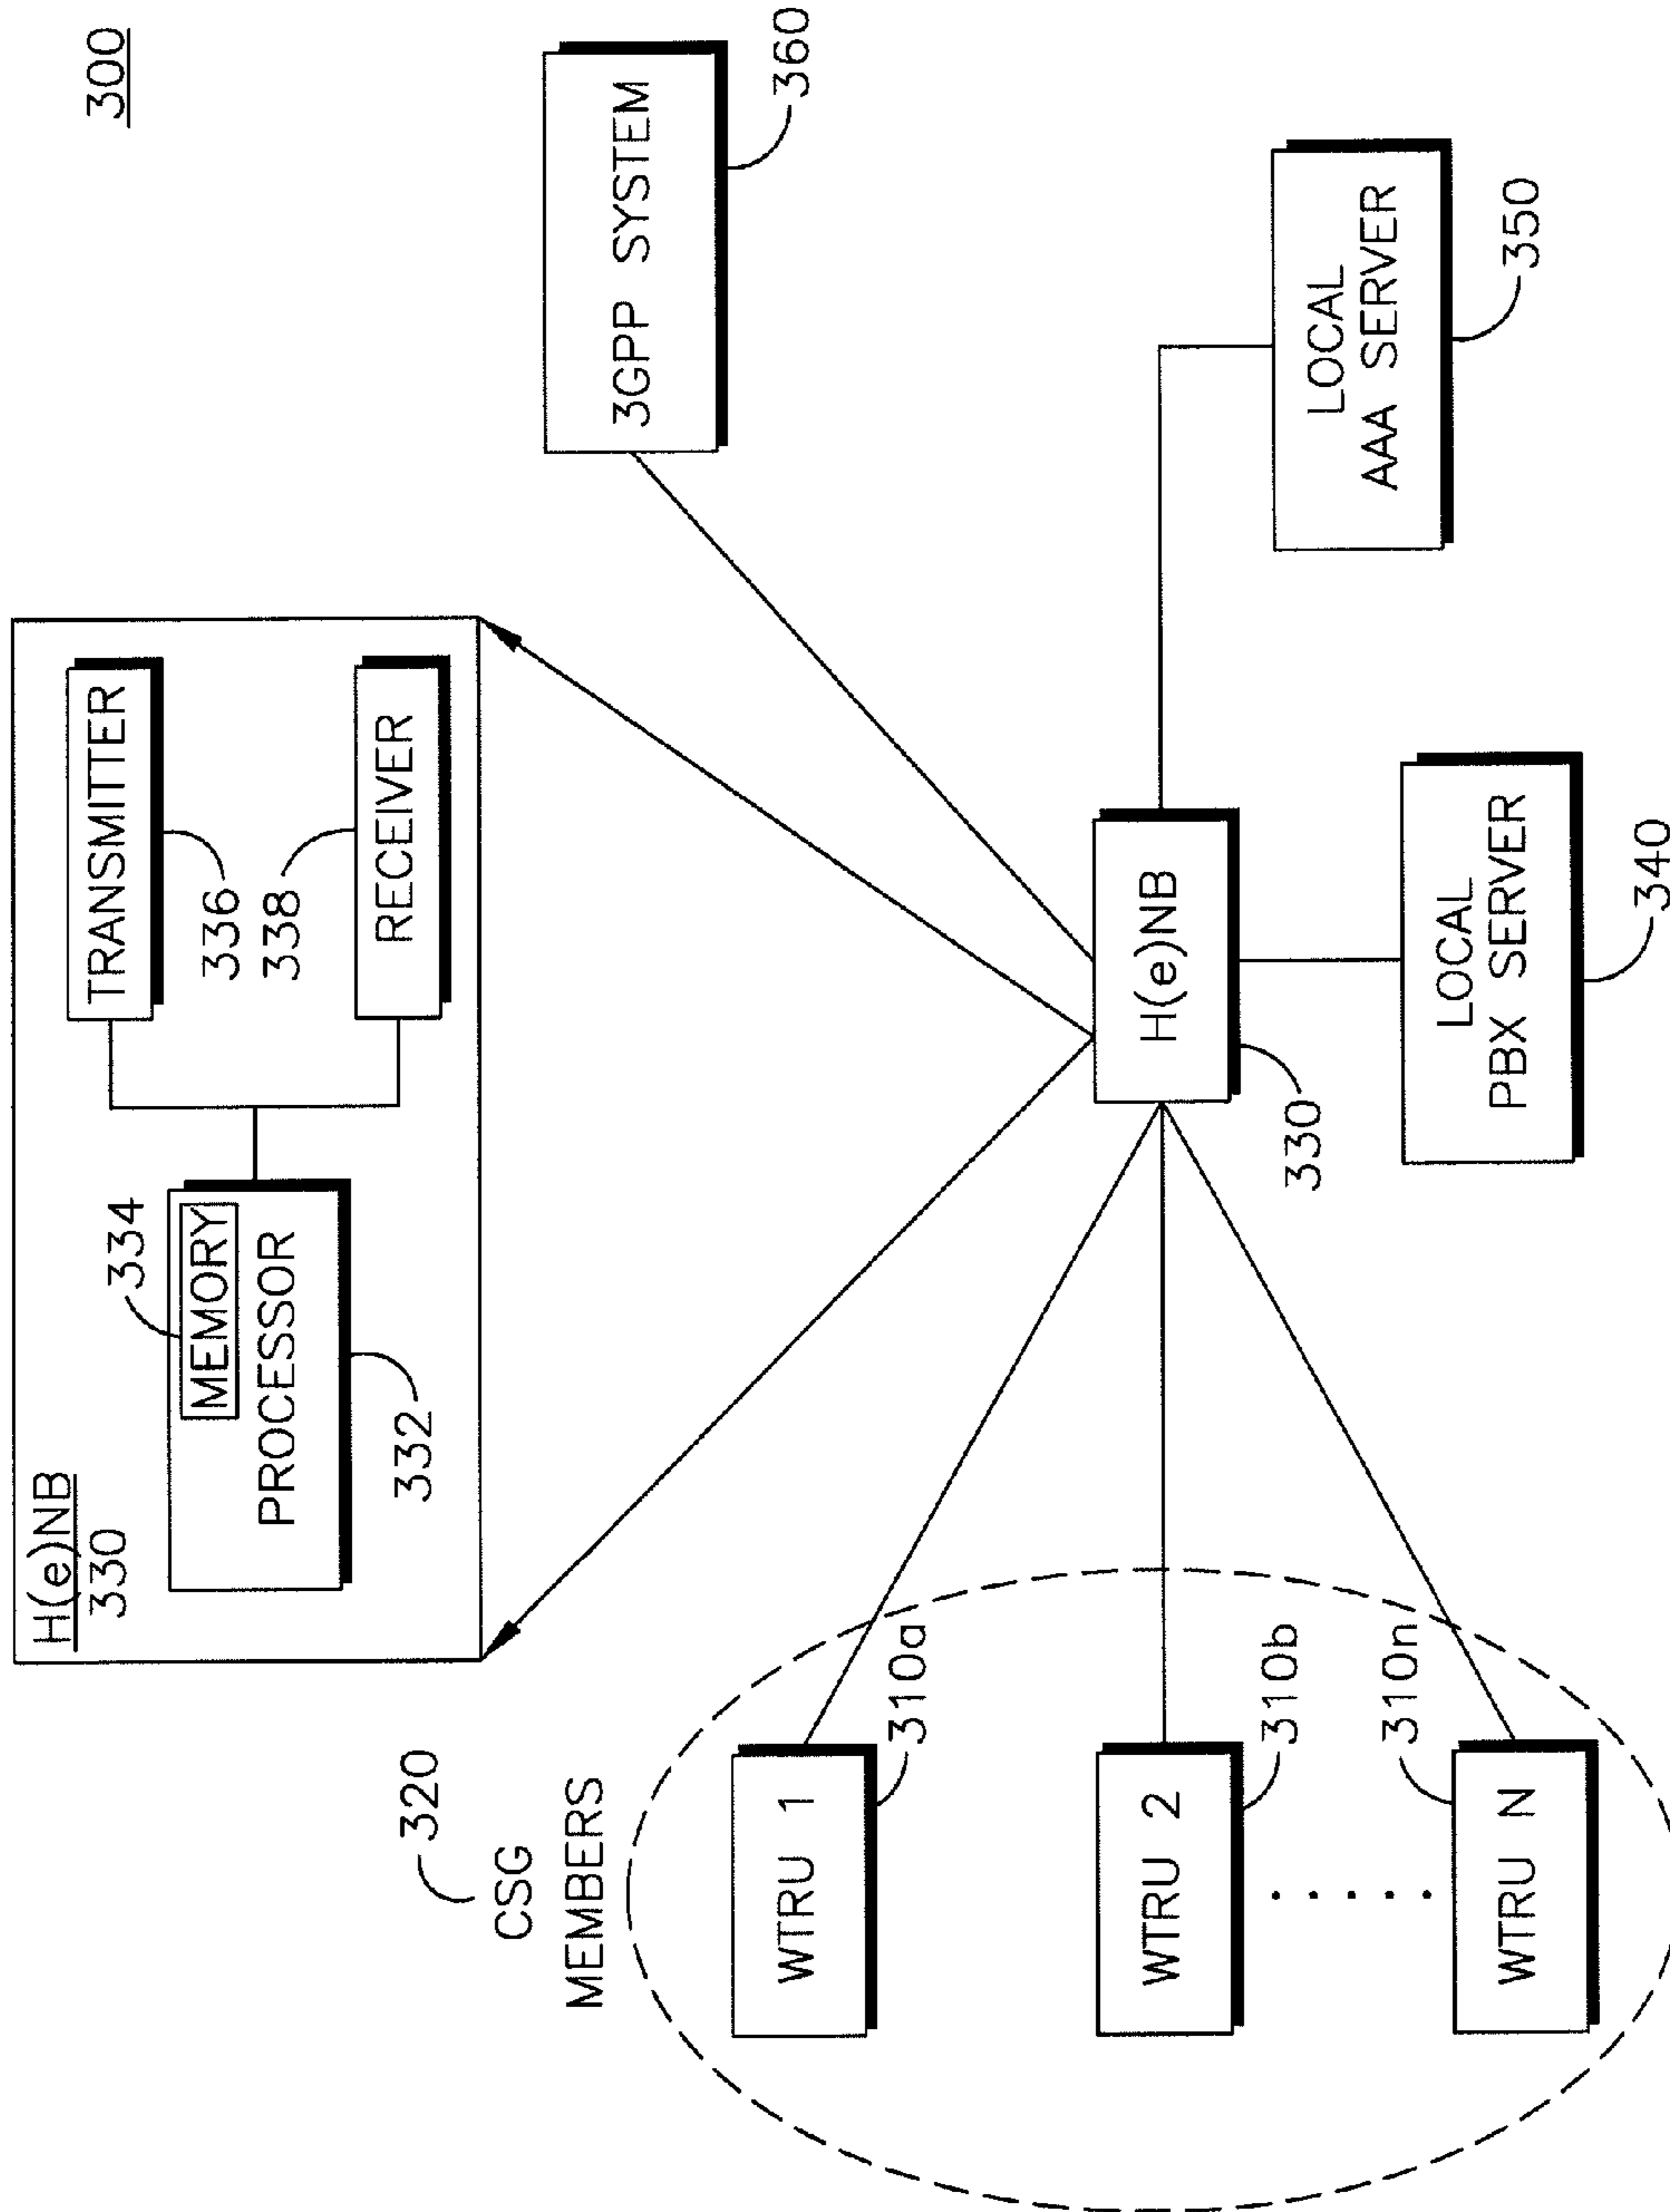 300
H(e)NB
330
334
MEMORY
PROCESSOR
332
TRANSMITTER
336
338
RECEIVER
320
CSG
MEMBERS
3GPP SYSTEM
360
WTRU 1
310a
WTRU 2
310b
310n
WTRU N
H(e)NB
330
LOCAL
AAA SERVER
350
LOCAL
PBX SERVER
340